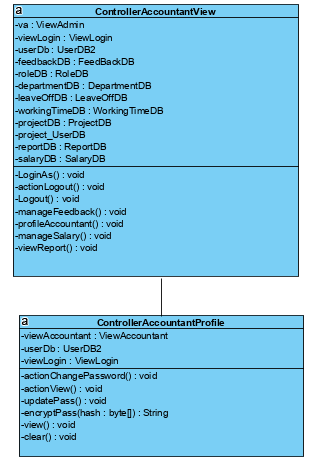 a
ControllerAccountantView
-va : ViewAdmin
-viewLogin : ViewLogin
-userDb : UserDB2
-feedbackDB : FeedBackDB
-roleDB : RoleDB
-departmentDB : DepartmentDB
-leaveOffDB : LeaveOffDB
-workingTimeDB : WorkingTimeDB
-projectDB : ProjectDB
-project_UserDB
-reportDB : ReportDB
-salaryDB : SalaryDB
-LoginAs() : void
-actionLogout() : void
-Logout() : void
-manageFeedback() : void
-profileAccountant() : void
-manageSalary() : void
-viewReport() : void
a
ControllerAccountantProfile
-viewAccountant : ViewAccountant
-userDb : UserDB2
-viewLogin : ViewLogin
-actionChangePassword() : void
-actionView() : void
-updatePass() : void
-encryptPass(hash : byte[]) : String
-view() : void
-clear() : void